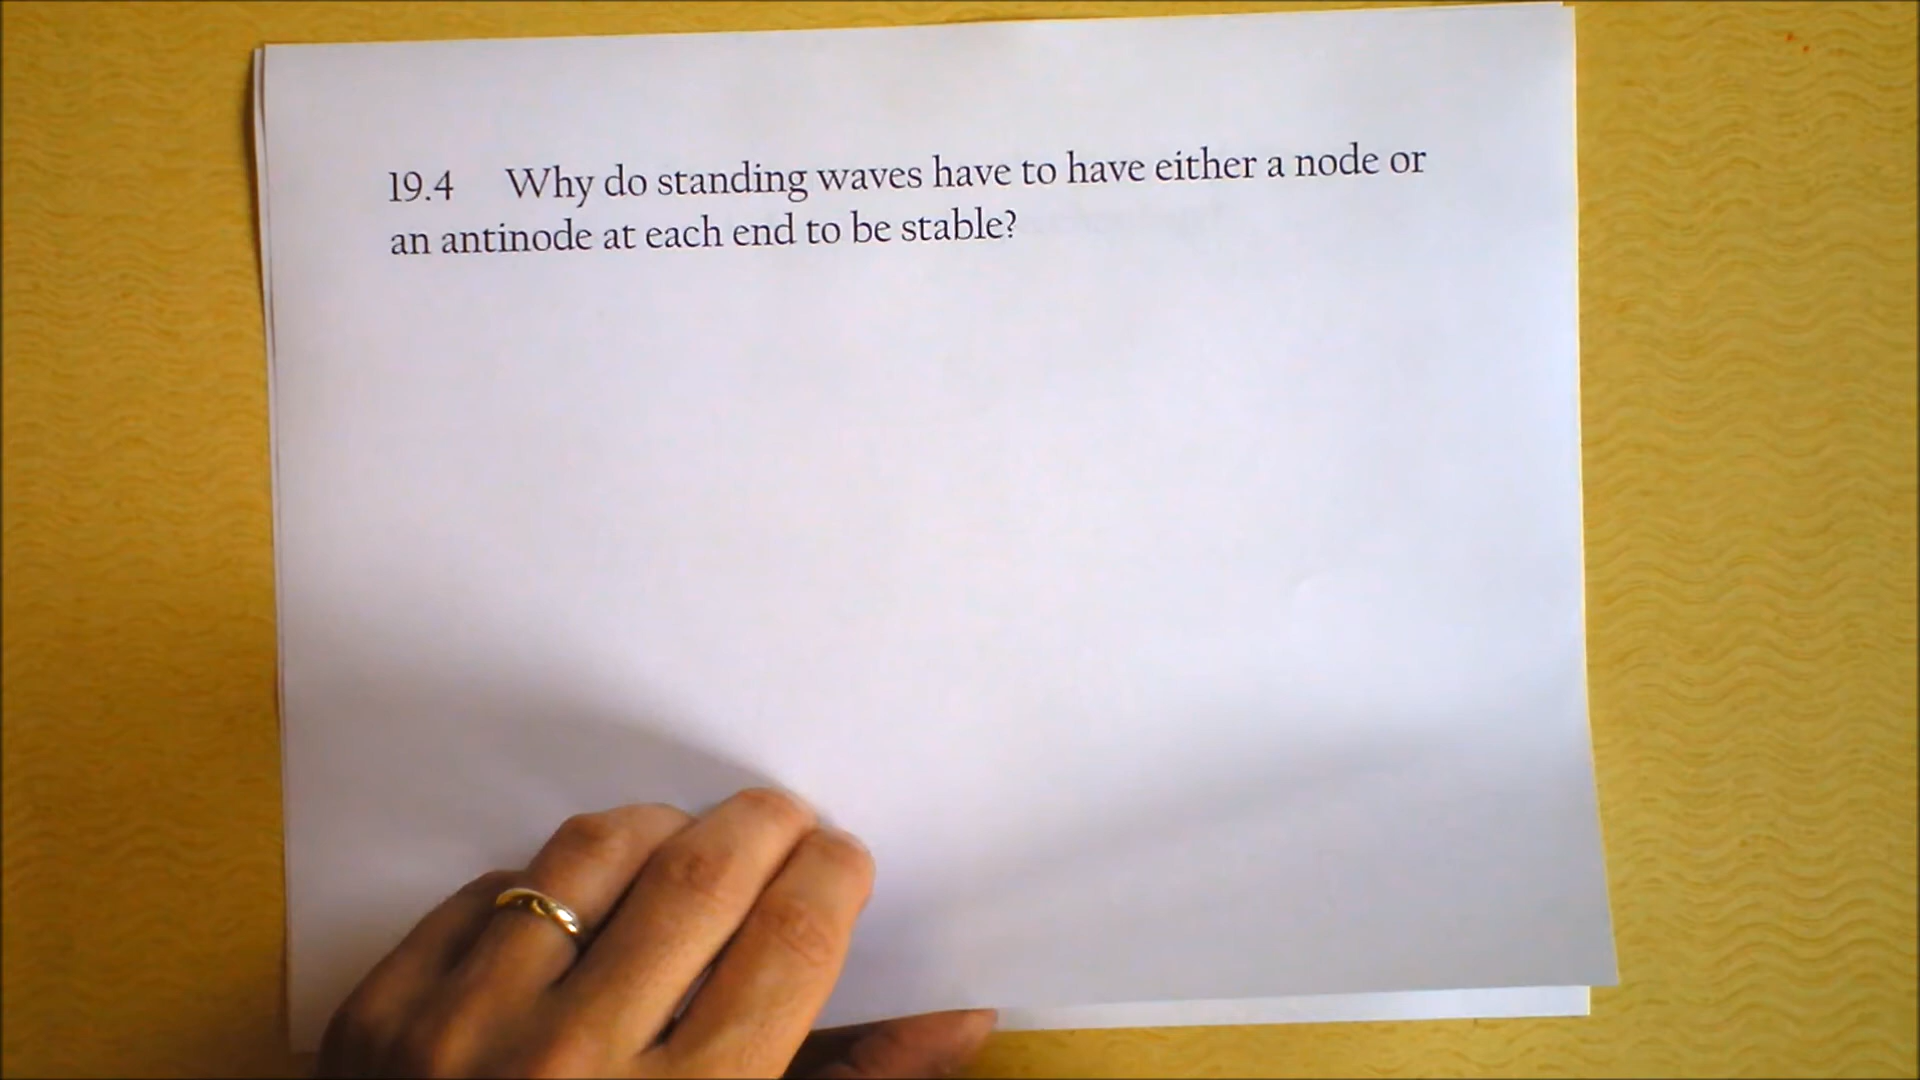 19.4 Why do standing waves have to have either a node or
an antinode at each end to be stable?